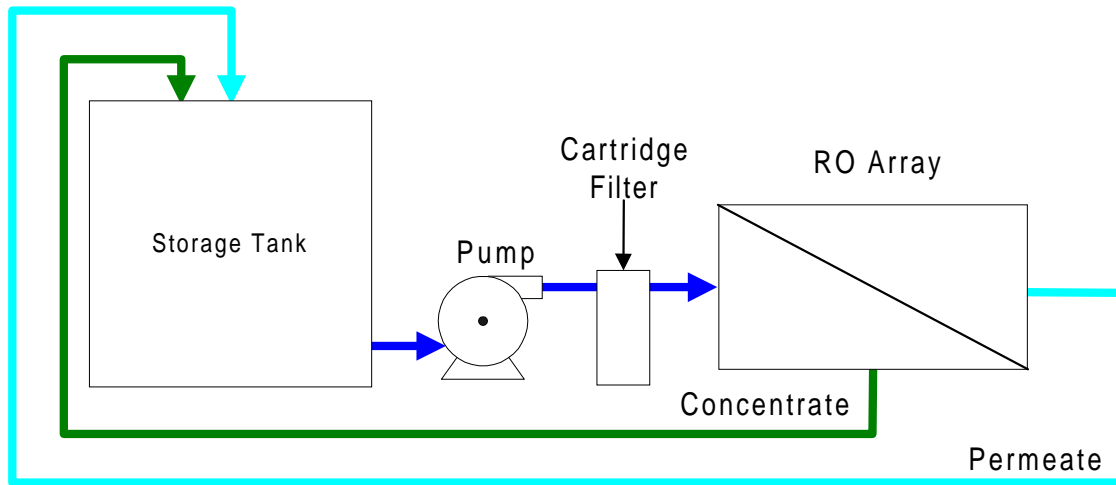 Cartridge
Filter
RO Array
Storage Tank
Pump
Concentrate
Permeate